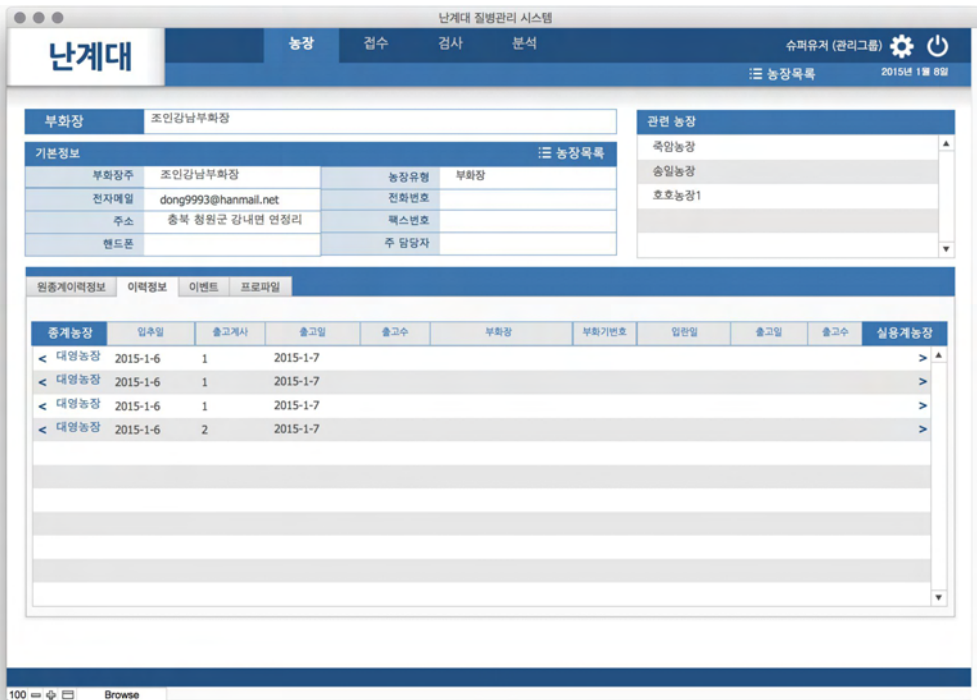 난계대 질병관리 시스템
난계대
농장 접수 검사 분석
슈퍼유저 (관리그룹)
농장목록
2015년 1월 8일
부화장 조인강남부화장
기본정보 농장목록
부화장주 조인강남부화장 농장유형 부화장
전자메일 dong9993@hanmail.net 전화번호
주소 충북 청원군 강내면 연정리 팩스번호
핸드폰 주 담당자
관련 농장
죽암농장
송일농장
호호농장1
원종계이력정보 이력정보 이벤트 프로파일
종계농장 입추일 출고계사 출고일 출고수 부화장 부화기번호 입란일 출고일 출고수 실용계농장
< 대영농장 2015-1-6 1 2015-1-7 >
< 대영농장 2015-1-6 1 2015-1-7 >
< 대영농장 2015-1-6 1 2015-1-7 >
< 대영농장 2015-1-6 2 2015-1-7 >
100 Browse